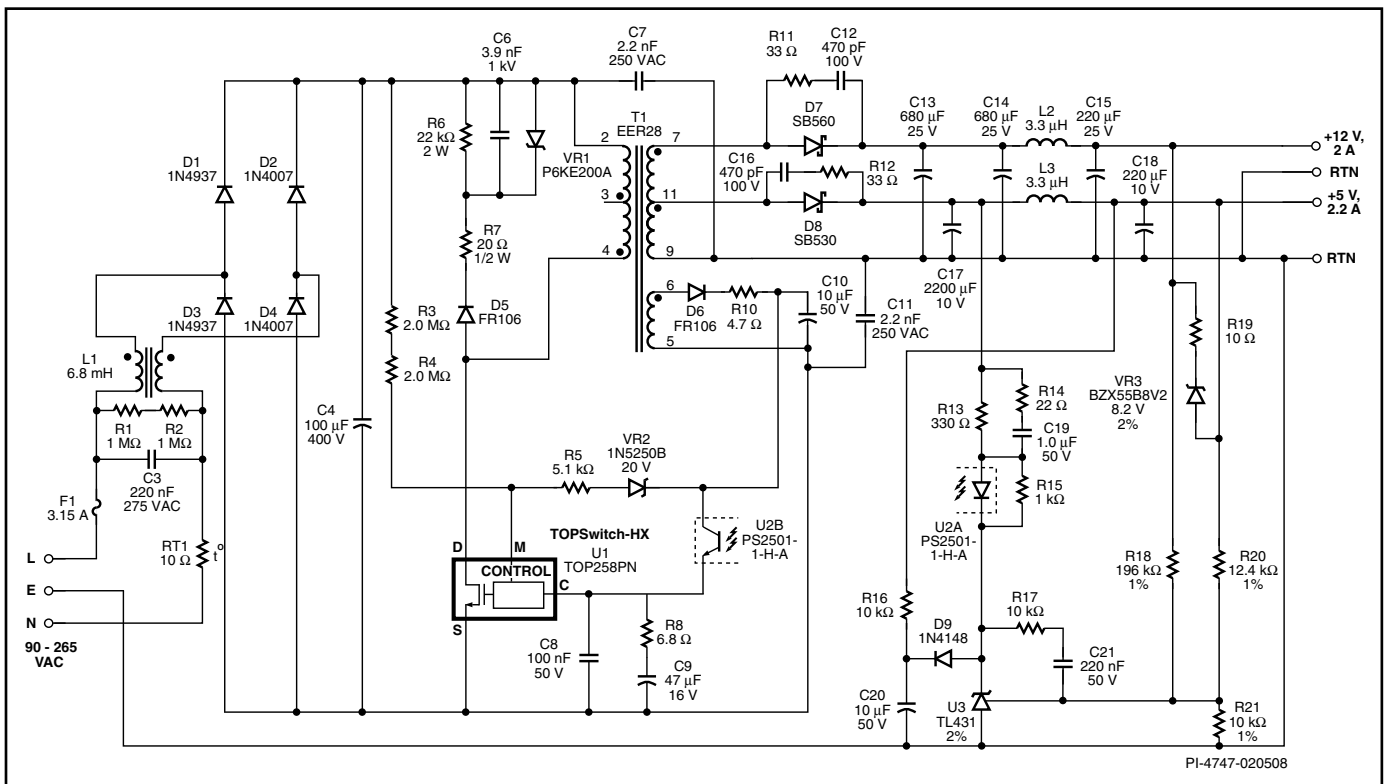 C6
3.9 nF
1 kV
C7
2.2 nF
250 VAC
R11
33 Ω
C12
470 pF
100 V
R6
22 kΩ
2 W
VR1
P6KE200A
T1
EER28
2
3
4
7
11
9
6
5
D7
SB560
C13
680 μF
25 V
C14
680 μF
25 V
L2
3.3 μH
C15
220 μF
25 V
+12 V,
2 A
RTN
+5 V,
2.2 A
RTN
C16
470 pF
100 V
R12
33 Ω
D8
SB530
L3
3.3 μH
C18
220 μF
10 V
D1
1N4937
D2
1N4007
D3
1N4937
D4
1N4007
R7
20 Ω
1/2 W
D5
FR106
R3
2.0 MΩ
R4
2.0 MΩ
D6
FR106
R10
4.7 Ω
C10
10 μF
50 V
C11
2.2 nF
250 VAC
C17
2200 μF
10 V
R19
10 Ω
VR3
BZX55B8V2
8.2 V
2%
L1
6.8 mH
R1
1 MΩ
R2
1 MΩ
C3
220 nF
275 VAC
C4
100 μF
400 V
R13
330 Ω
R14
22 Ω
C19
1.0 μF
50 V
R15
1 kΩ
U2A
PS2501-
1-H-A
F1
3.15 A
RT1
10 Ω
t°
R5
5.1 kΩ
VR2
1N5250B
20 V
U2B
PS2501-
1-H-A
TOPSwitch-HX
U1
TOP258PN
D
M
CONTROL
C
S
L
E
N
90 - 265
VAC
C8
100 nF
50 V
R8
6.8 Ω
C9
47 μF
16 V
R16
10 kΩ
D9
1N4148
R17
10 kΩ
C21
220 nF
50 V
R18
196 kΩ
1%
R20
12.4 kΩ
1%
C20
10 μF
50 V
U3
TL431
2%
R21
10 kΩ
1%
PI-4747-020508